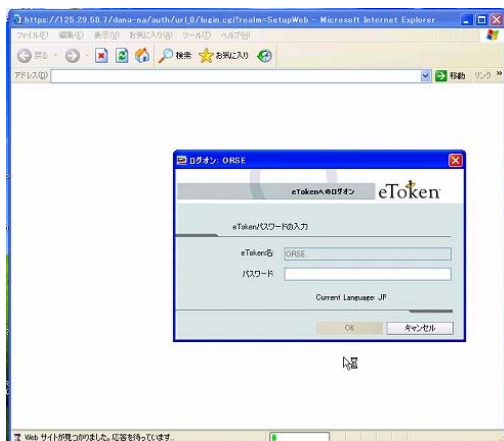 https://125.29.58.7/dana-na/auth/url_0/login.cgi?realm=SetupWeb - Microsoft Internet Explorer
ファイル(F) 編集(E) 表示(V) お気に入り(A) ツール(T) ヘルプ(H)
戻る 検索 お気に入り
アドレス(D) 移動 リンク »
ログオン: ORSE
eTokenへのログオン eToken
eTokenパスワードの入力
eToken名: ORSE
パスワード:
Current Language: JP
OK キャンセル
Web サイトが見つかりました。応答を待っています...